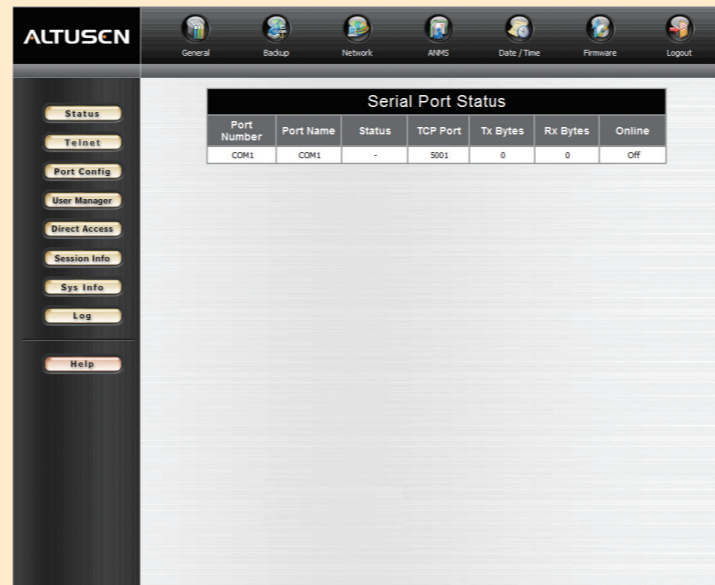 ALTUSEN
General Backup Network ANMS Date / Time Firmware Logout
Status
Telnet
Port Config
User Manager
Direct Access
Session Info
Sys Info
Log
Help
Serial Port Status
Port Number Port Name Status TCP Port Tx Bytes Rx Bytes Online
COM1 COM1 - 5001 0 0 Off